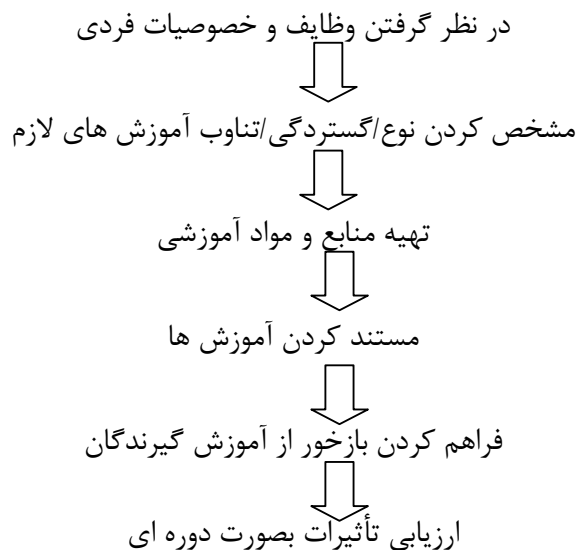 در نظر گرفتن وظایف و خصوصیات فردی
مشخص کردن نوع/گستردگی/تناوب آموزش های لازم
تهیه منابع و مواد آموزشی
مستند کردن آموزش ها
فراهم کردن بازخور از آموزش گیرندگان
ارزیابی تأثیرات بصورت دوره ای